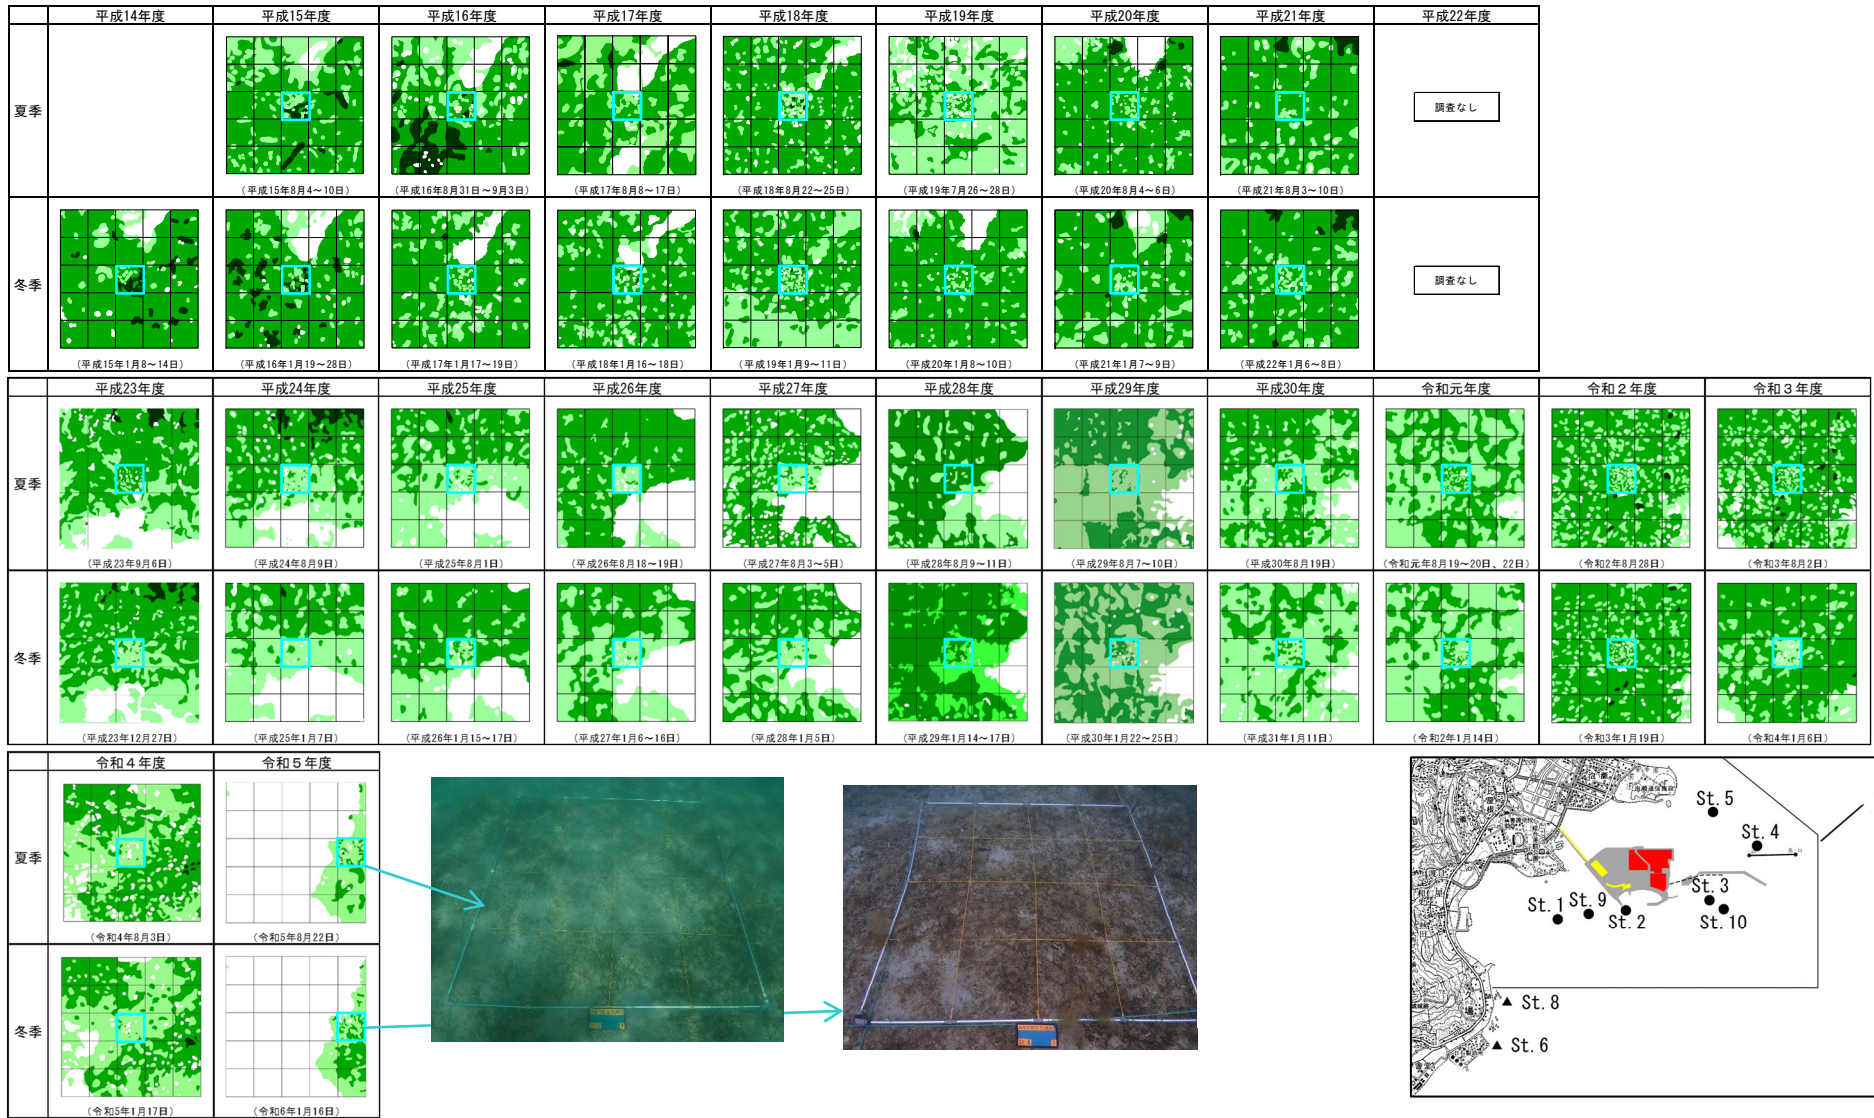 平成14年度 平成15年度 平成16年度 平成17年度 平成18年度 平成19年度 平成20年度 平成21年度 平成22年度
夏季
調査なし
(平成15年8月4~10日) (平成16年8月31日~9月3日) (平成17年8月8~17日) (平成18年8月22~25日) (平成19年7月26~28日) (平成20年8月4~6日) (平成21年8月3~10日)
冬季
調査なし
(平成15年1月8~14日) (平成16年1月19~28日) (平成17年1月17~19日) (平成18年1月16~18日) (平成19年1月9~11日) (平成20年1月8~10日) (平成21年1月7~9日) (平成22年1月6~8日)
平成23年度 平成24年度 平成25年度 平成26年度 平成27年度 平成28年度 平成29年度 平成30年度 令和元年度 令和2年度 令和3年度
夏季
(平成23年9月6日) (平成24年8月9日) (平成25年8月1日) (平成26年8月18~19日) (平成27年8月3~5日) (平成28年8月9~11日) (平成29年8月7~10日) (平成30年8月19日) (令和元年8月19~20日、22日) (令和2年8月28日) (令和3年8月2日)
冬季
(平成23年12月27日) (平成25年1月7日) (平成26年1月15~17日) (平成27年1月6~16日) (平成28年1月5日) (平成29年1月14~17日) (平成30年1月22~25日) (平成31年1月11日) (令和2年1月14日) (令和3年1月19日) (令和4年1月6日)
令和4年度 令和5年度
夏季
(令和4年8月3日) (令和5年8月22日)
冬季
(令和5年1月17日) (令和6年1月16日)
St.5
St.4
St.3
St.1 St.9
St.2 St.10
St.8
St.6